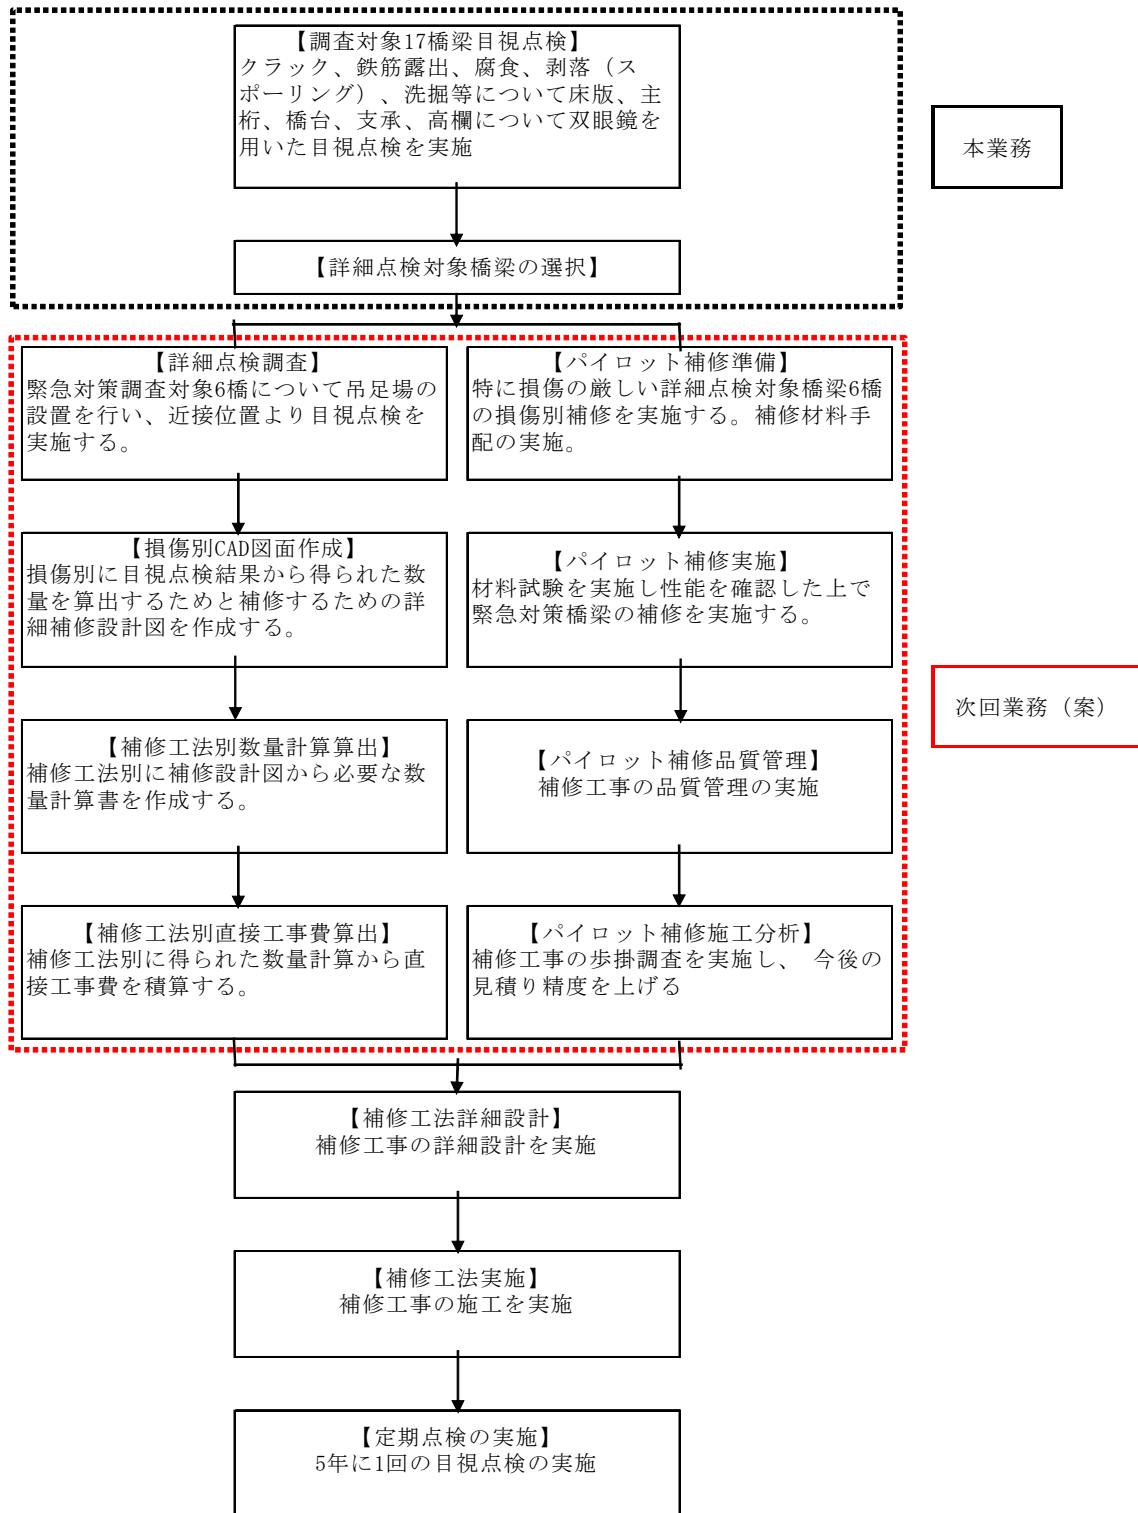 【調査対象17橋梁目視点検】
クラック、鉄筋露出、腐食、剥落（ス
ポーリング）、洗掘等について床版、主
桁、橋台、支承、高欄について双眼鏡を
用いた目視点検を実施
本業務
【詳細点検対象橋梁の選択】
【詳細点検調査】
緊急対策調査対象6橋について吊足場の
設置を行い、近接位置より目視点検を
実施する。
【パイロット補修準備】
特に損傷の厳しい詳細点検対象橋梁6橋
の損傷別補修を実施する。補修材料手
配の実施。
【損傷別CAD図面作成】
損傷別に目視点検結果から得られた数
量を算出するためと補修するための詳
細補修設計図を作成する。
【パイロット補修実施】
材料試験を実施し性能を確認した上で
緊急対策橋梁の補修を実施する。
次回業務（案）
【補修工法別数量計算算出】
補修工法別に補修設計図から必要な数
量計算書を作成する。
【パイロット補修品質管理】
補修工事の品質管理の実施
【補修工法別直接工事費算出】
補修工法別に得られた数量計算から直
接工事費を積算する。
【パイロット補修施工分析】
補修工事の歩掛調査を実施し、 今後の
見積り精度を上げる
【補修工法詳細設計】
補修工事の詳細設計を実施
【補修工法実施】
補修工事の施工を実施
【定期点検の実施】
5年に1回の目視点検の実施